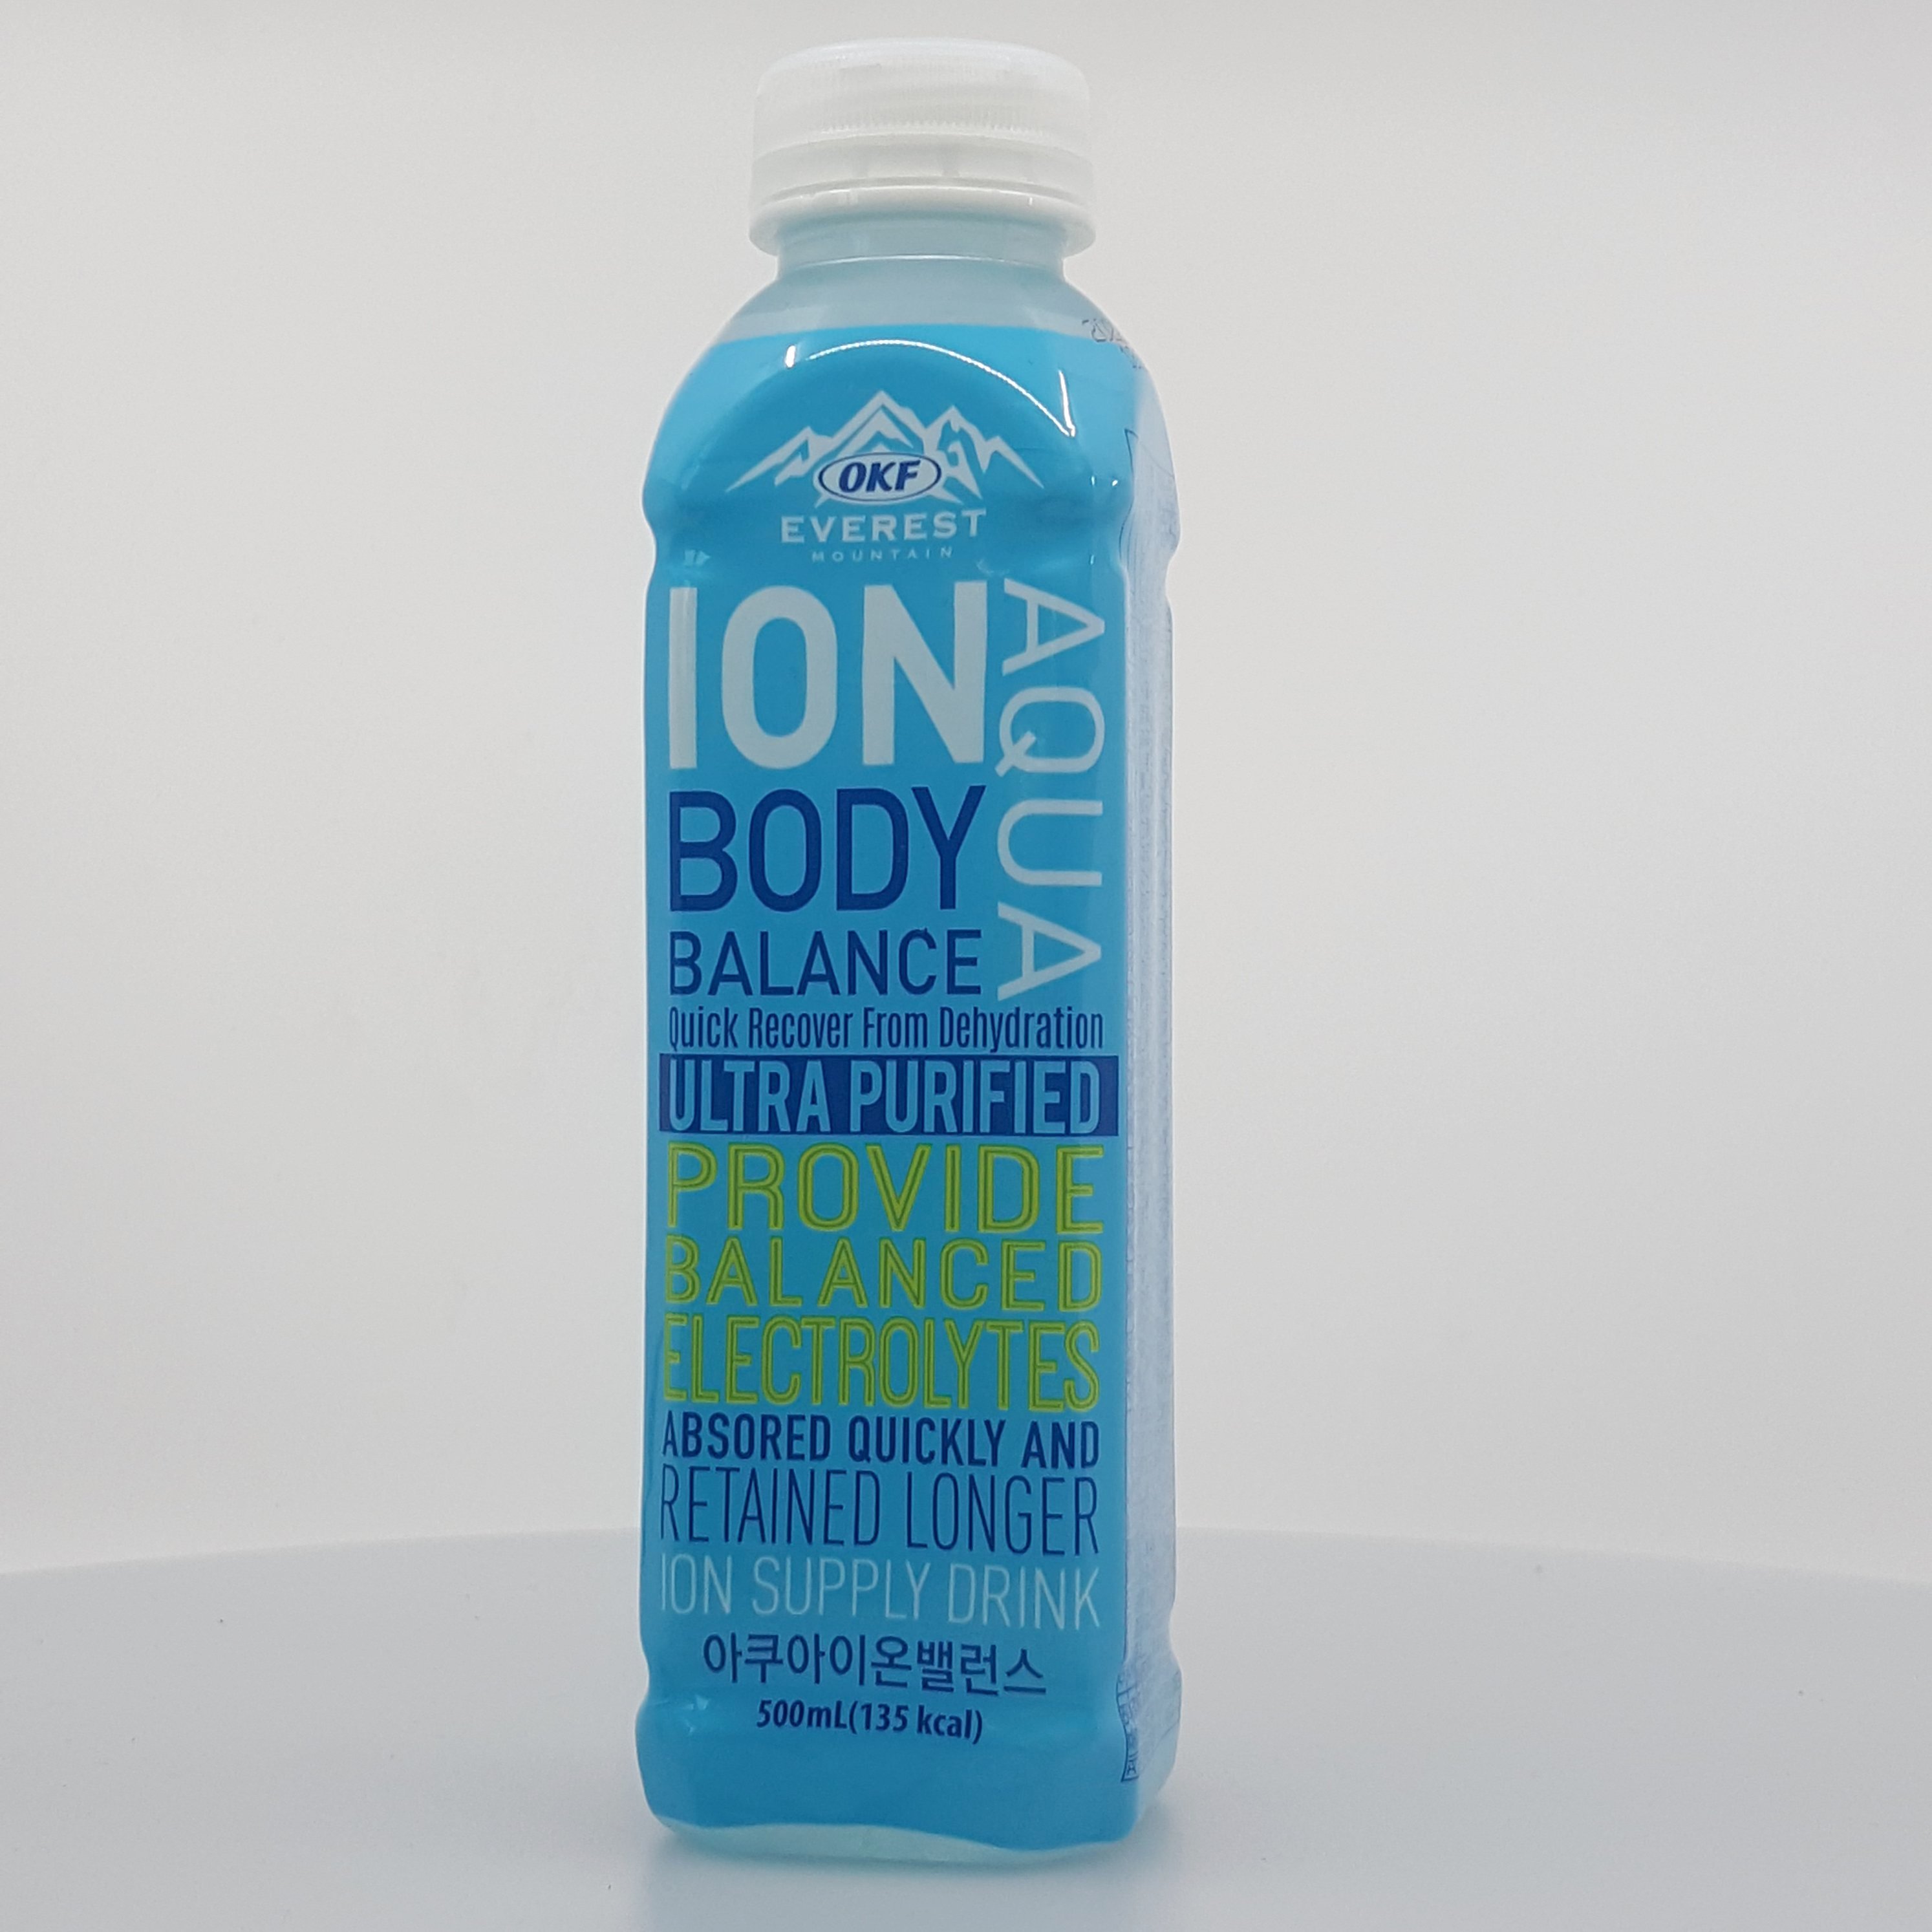 OKF
EVEREST
MOUNTAIN
ION
AQUA
BODY
BALANCE
Quick Recover From Dehydration
ULTRA PURIFIED
PROVIDE
BALANCED
ELECTROLYTES
ABSORED QUICKLY AND
RETAINED LONGER
ION SUPPLY DRINK
아쿠아이온밸런스
500mL(135 kcal)